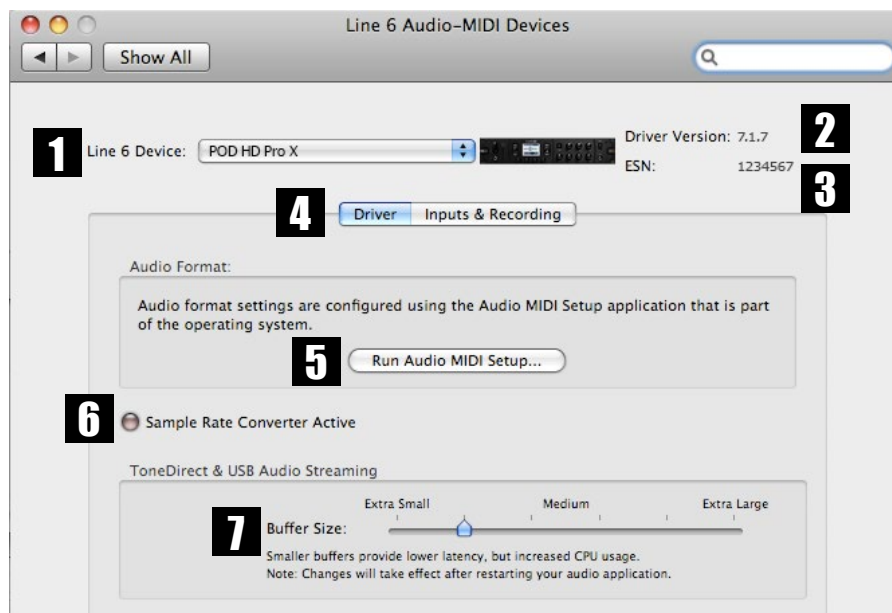 Line 6 Audio-MIDI Devices
Show All
1
Line 6 Device:
POD HD Pro X
Driver Version: 7.1.7
2
ESN: 1234567
3
4
Driver
Inputs & Recording
Audio Format:
Audio format settings are configured using the Audio MIDI Setup application that is part
of the operating system.
5
Run Audio MIDI Setup...
6
Sample Rate Converter Active
ToneDirect & USB Audio Streaming
Extra Small
Medium
Extra Large
7
Buffer Size:
Smaller buffers provide lower latency, but increased CPU usage.
Note: Changes will take effect after restarting your audio application.